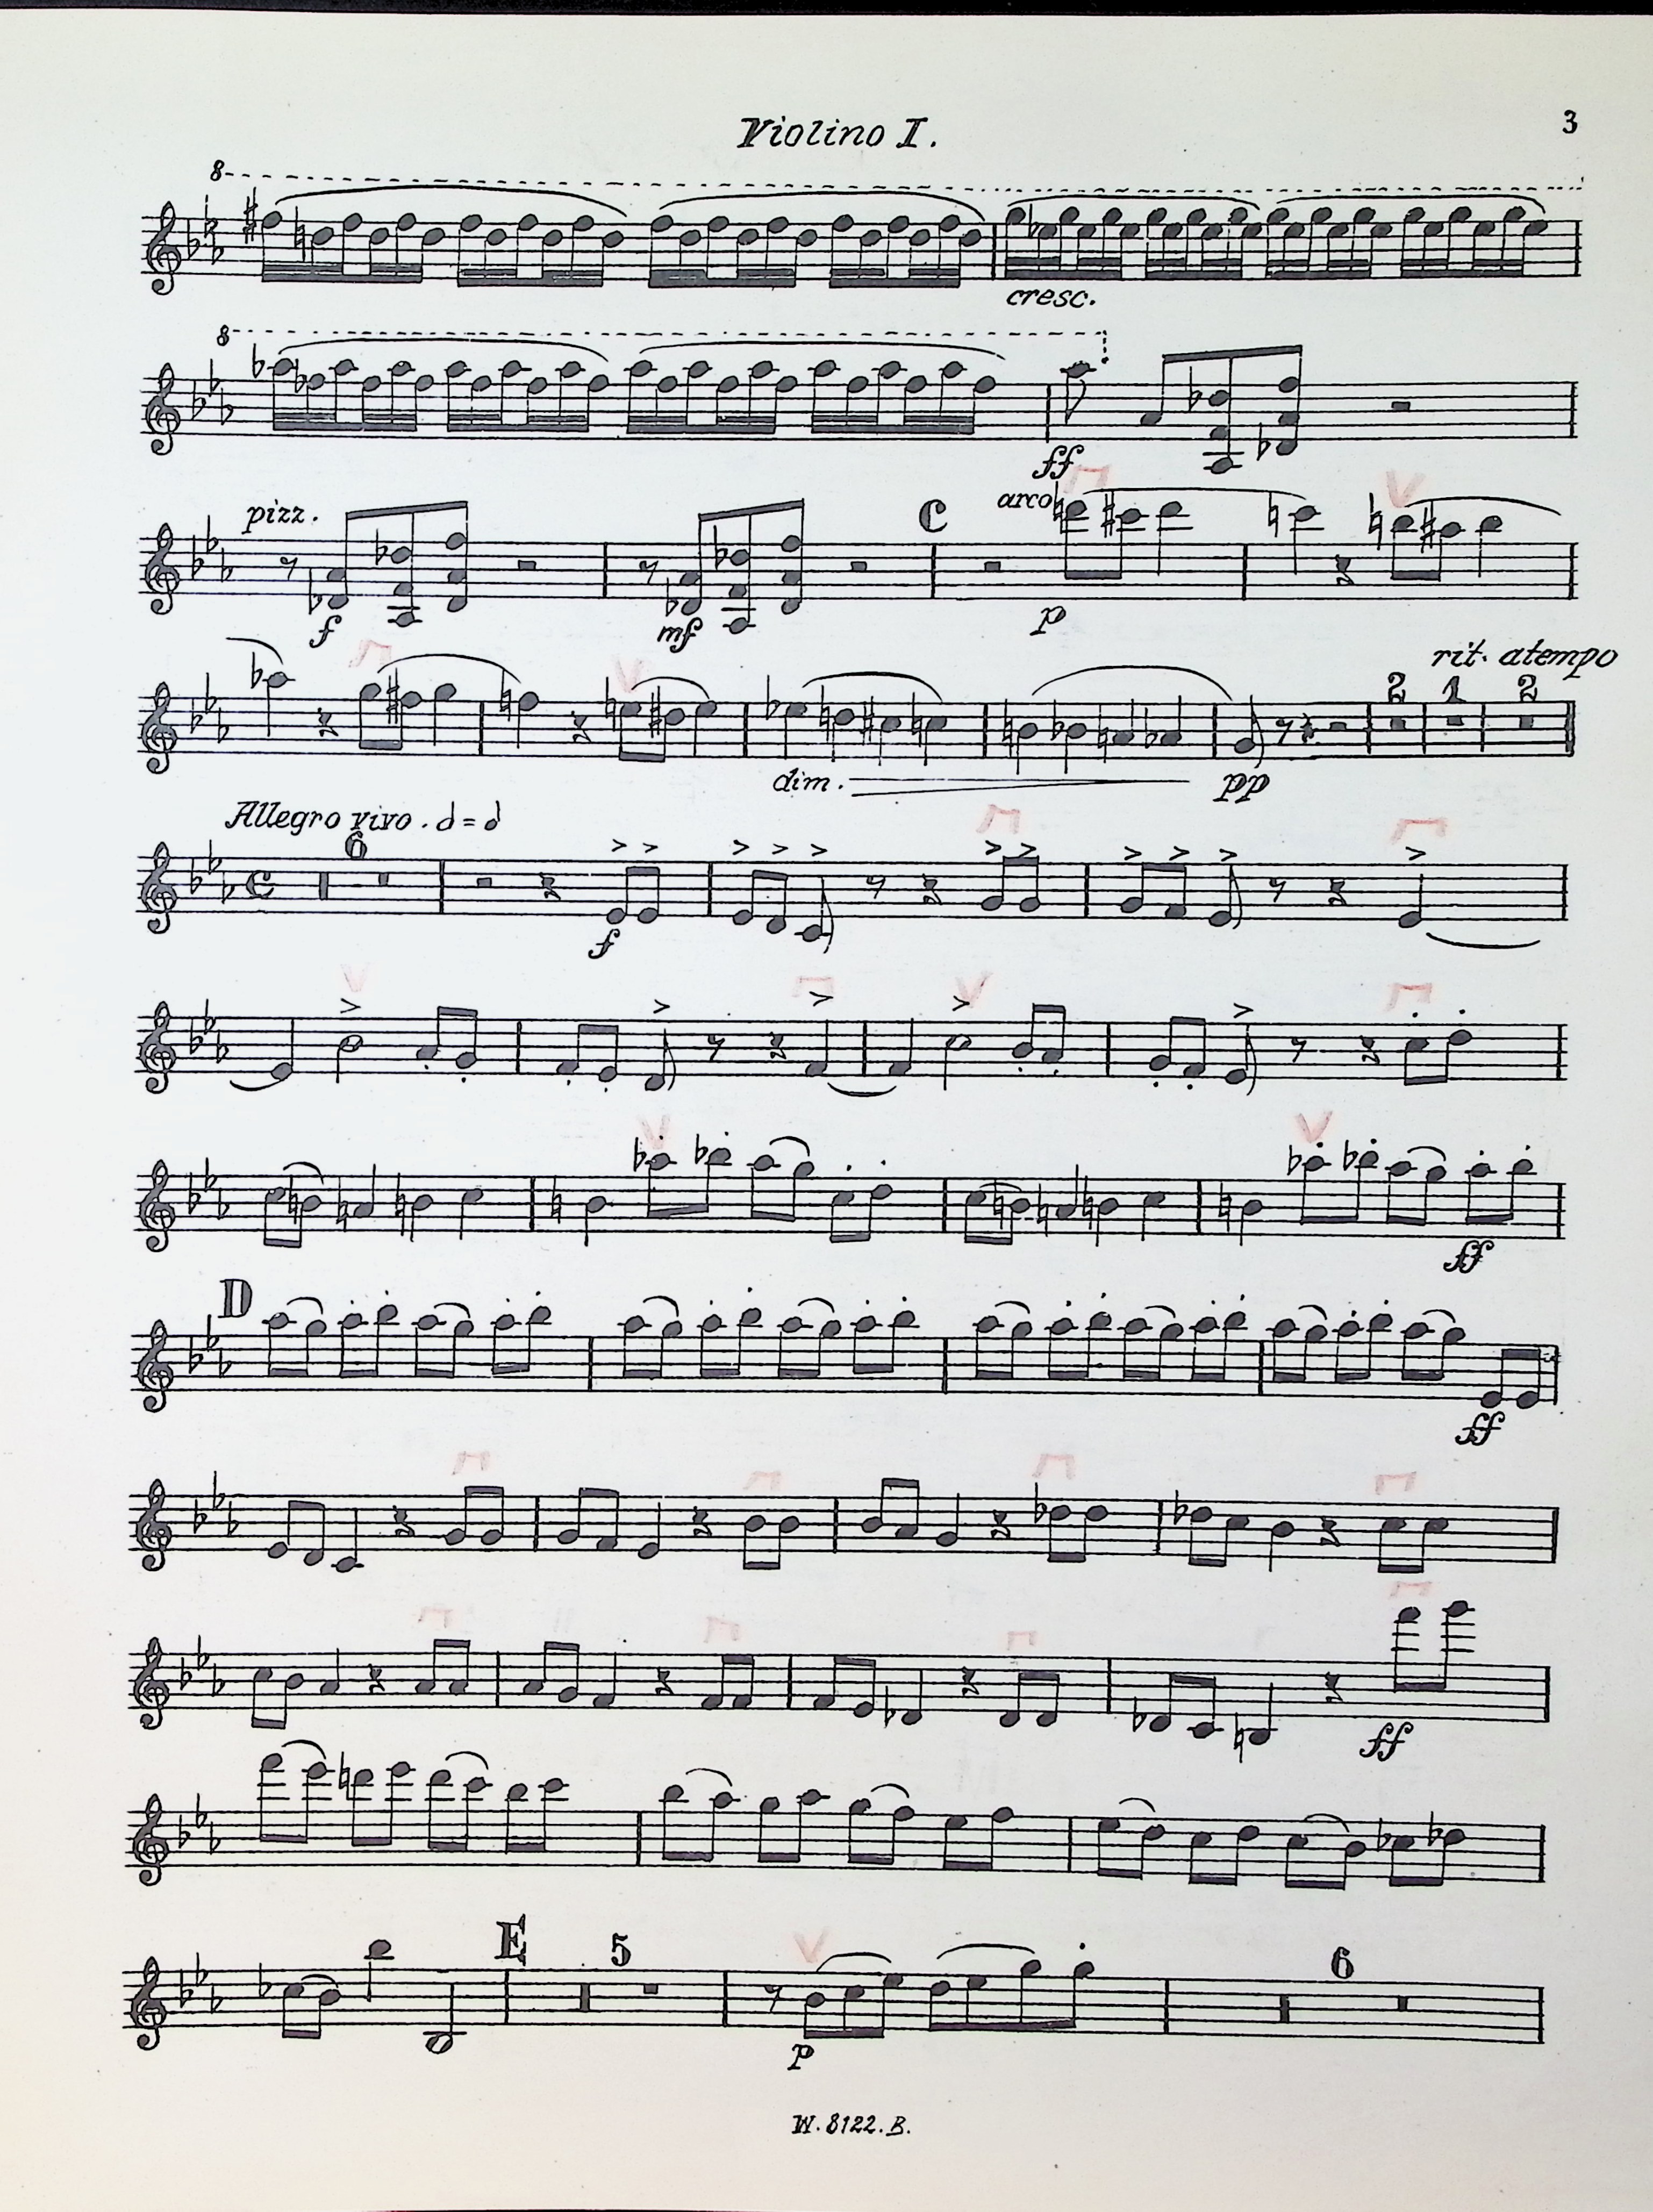 Violino I.
3
8
cresc.
8
ff
pizz.
f
mf
C
arco
p
rit. a tempo
2 1 2
dim.
pp
Allegro vivo.
6
f
ff
D
ff
ff
E
5
6
p
W. 8122. B.